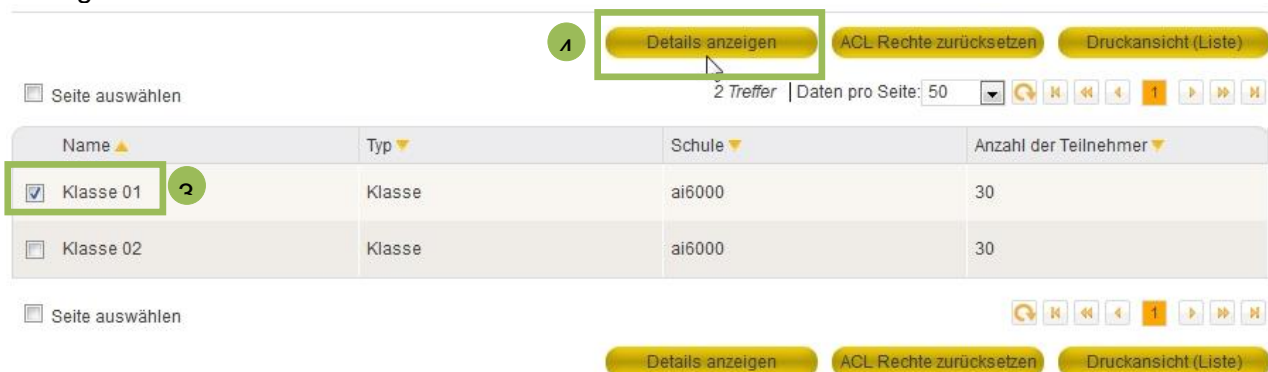 4 Details anzeigen ACL Rechte zurücksetzen Druckansicht (Liste)
Seite auswählen 2 Treffer | Daten pro Seite: 50 1
Name Typ Schule Anzahl der Teilnehmer
Klasse 01 3 Klasse ai6000 30
Klasse 02 Klasse ai6000 30
Seite auswählen 1
Details anzeigen ACL Rechte zurücksetzen Druckansicht (Liste)